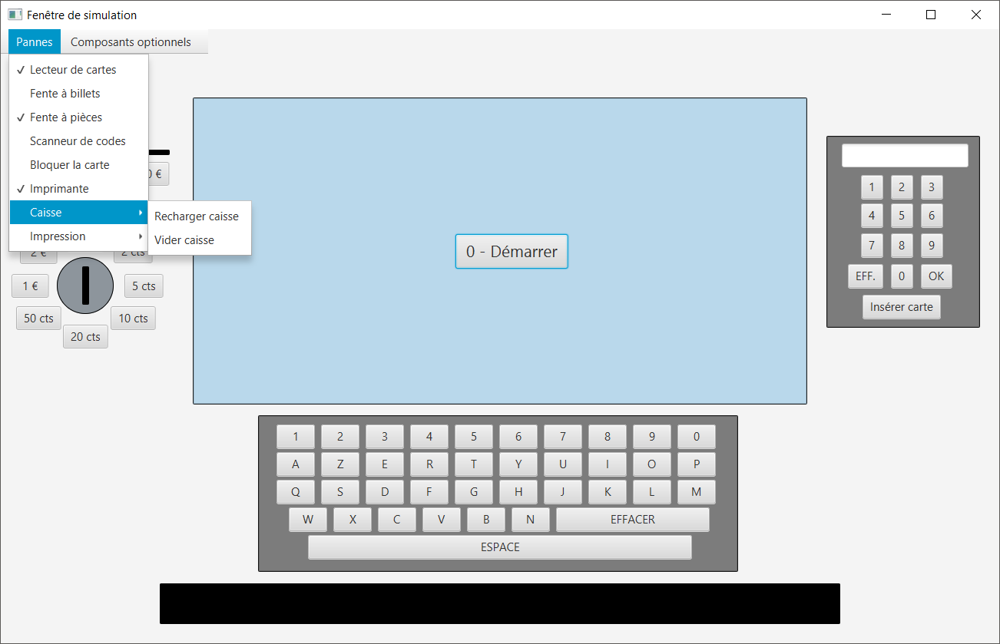 Fenêtre de simulation
Pannes Composants optionnels
Lecteur de cartes
Fente à billets
Fente à pièces
Scanneur de codes
Bloquer la carte
Imprimante
Caisse
Impression
Recharger caisse
Vider caisse
0 €
2 €
2 cts
1 €
5 cts
50 cts
10 cts
20 cts
0 - Démarrer
1 2 3
4 5 6
7 8 9
EFF. 0 OK
Insérer carte
1 2 3 4 5 6 7 8 9 0
A Z E R T Y U I O P
Q S D F G H J K L M
W X C V B N EFFACER
ESPACE